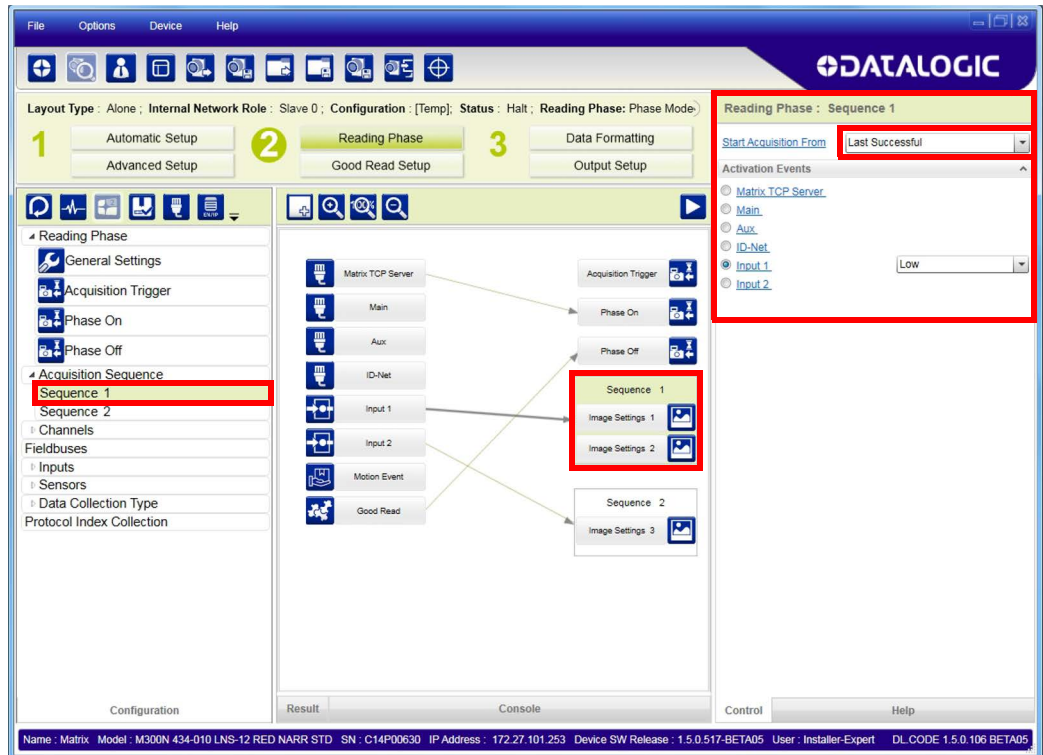 File Options Device Help
DATALOGIC
Layout Type : Alone ; Internal Network Role : Slave 0 ; Configuration : [Temp]; Status : Halt ; Reading Phase: Phase Mode
1 Automatic Setup 2 Reading Phase 3 Data Formatting
Advanced Setup Good Read Setup Output Setup
Reading Phase
General Settings
Acquisition Trigger
Phase On
Phase Off
Acquisition Sequence
Sequence 1
Sequence 2
Channels
Fieldbuses
Inputs
Sensors
Data Collection Type
Protocol Index Collection
Configuration
100%
Matrix TCP Server
Main
Aux
ID-Net
Input 1
Input 2
Motion Event
Good Read
Acquisition Trigger
Phase On
Phase Off
Sequence 1
Image Settings 1
Image Settings 2
Sequence 2
Image Settings 3
Result Console
Reading Phase : Sequence 1
Start Acquisition From Last Successful
Activation Events
Matrix TCP Server
Main
Aux
ID-Net
Input 1 Low
Input 2
Control Help
Name : Matrix Model : M300N 434-010 LNS-12 RED NARR STD SN : C14P00630 IP Address : 172.27.101.253 Device SW Release : 1.5.0.517-BETA05 User : Installer-Expert DL.CODE 1.5.0.106 BETA05